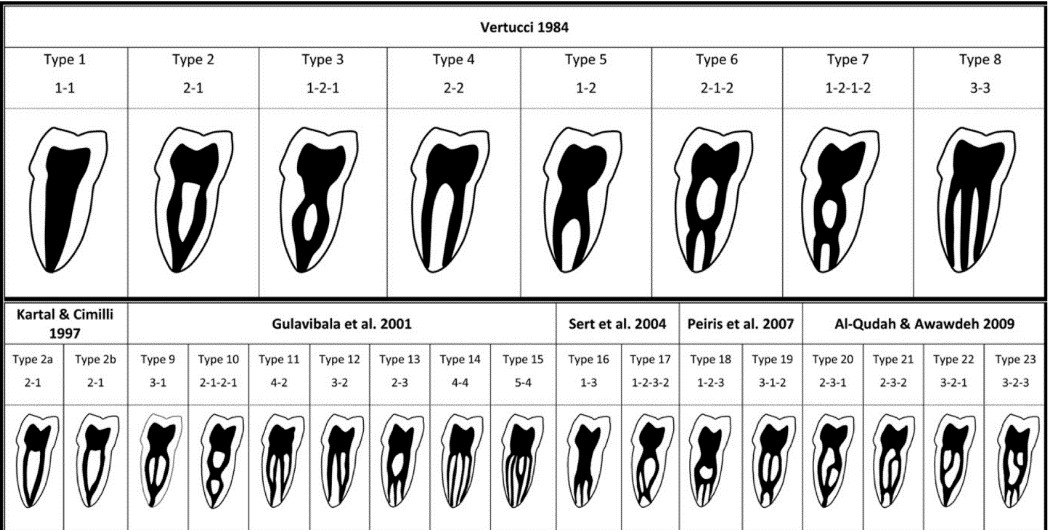 Vertucci 1984
Type 1 Type 2 Type 3 Type 4 Type 5 Type 6 Type 7 Type 8
1-1 2-1 1-2-1 2-2 1-2 2-1-2 1-2-1-2 3-3
Kartal & Cimilli
1997
Gulavibala et al. 2001
Sert et al. 2004
Peiris et al. 2007
Al-Qudah & Awawdeh 2009
Type 2a Type 2b Type 9 Type 10 Type 11 Type 12 Type 13 Type 14 Type 15 Type 16 Type 17 Type 18 Type 19 Type 20 Type 21 Type 22 Type 23
2-1 2-1 3-1 2-1-2-1 4-2 3-2 2-3 4-4 5-4 1-3 1-2-3-2 1-2-3 3-1-2 2-3-1 2-3-2 3-2-1 3-2-3